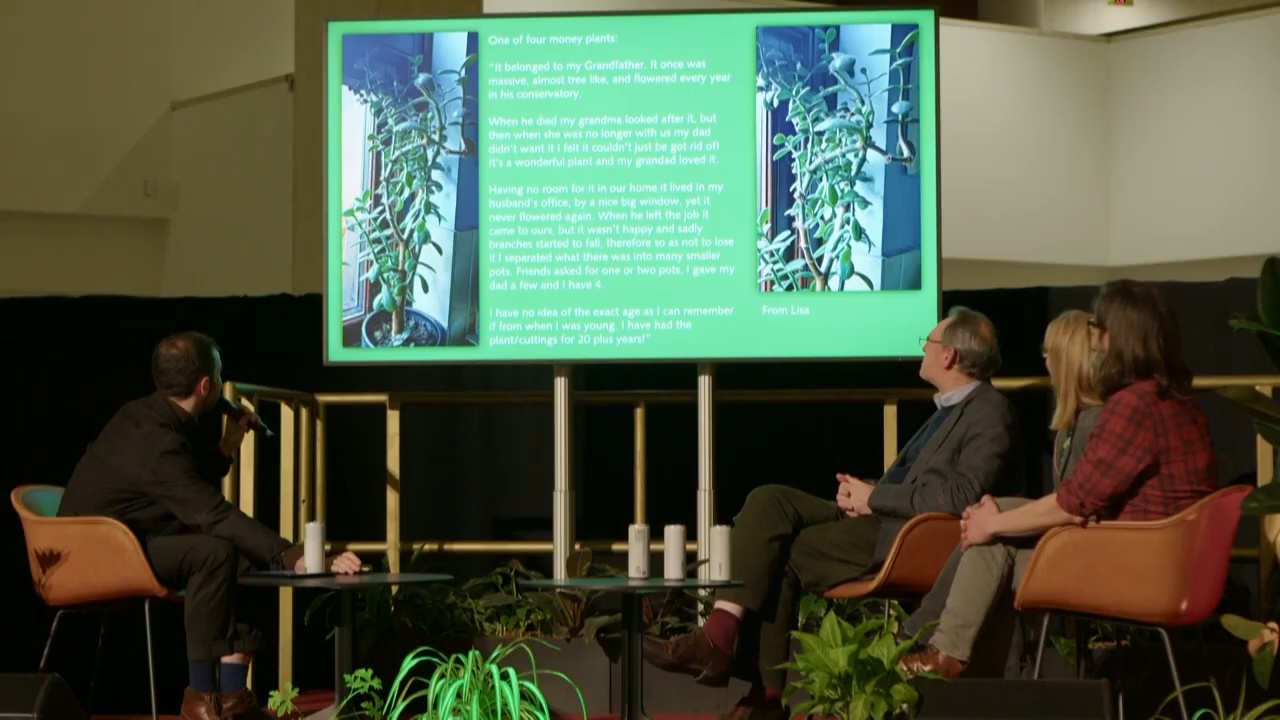 One of four money plants:
"It belonged to my Grandfather. It once was
massive, almost tree like, and flowered every year
in his conservatory.
When he died my grandma looked after it, but
then when she was no longer with us my dad
didn't want it I felt it couldn't just be got rid off!
It's a wonderful plant and my grandad loved it.
Having no room for it in our home it lived in my
husband's office, by a nice big window, yet it
never flowered again. When he left the job it
came to ours, but it wasn't happy and sadly
branches started to fall, therefore so as not to lose
it I separated what there was into many smaller
pots. Friends asked for one or two pots, I gave my
dad a few and I have 4.
I have no idea of the exact age as I can remember
if from when I was young. I have had the
plant/cuttings for 20 plus years!"
From Lisa